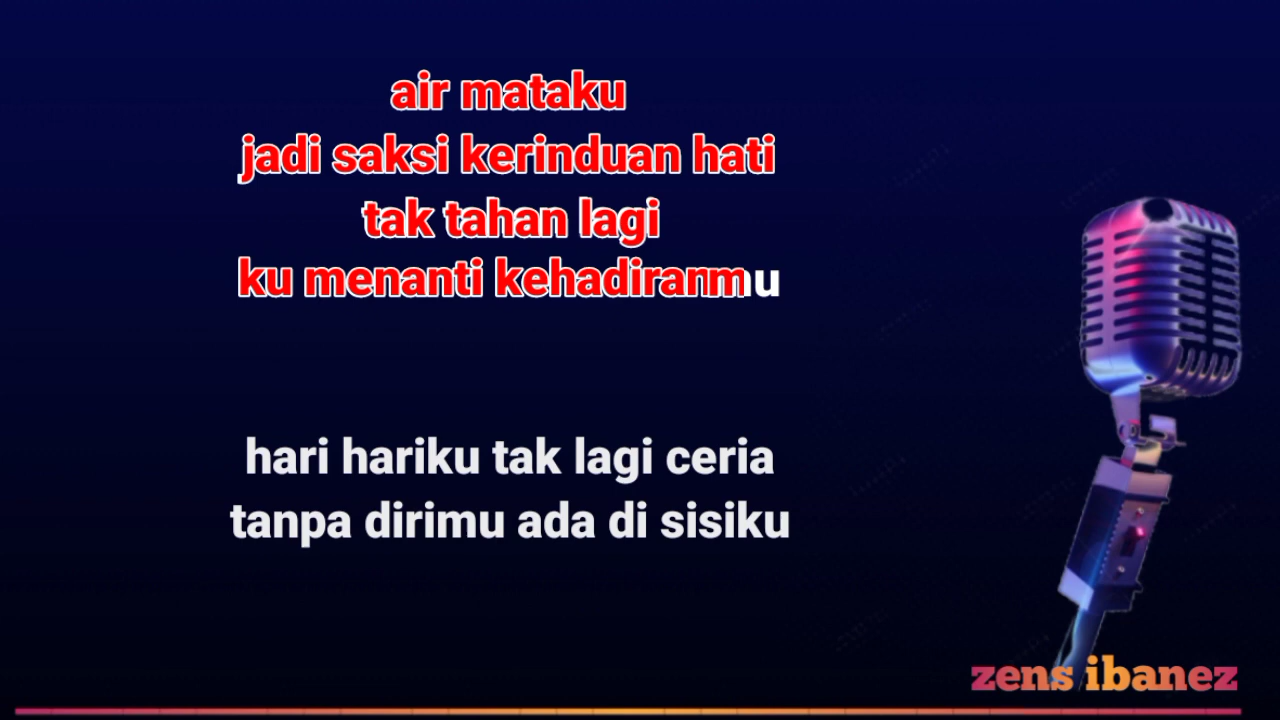 air mataku
jadi saksi kerinduan hati
tak tahan lagi
ku menanti kehadiranmu
hari hariku tak lagi ceria
tanpa dirimu ada di sisiku
zens ibanez